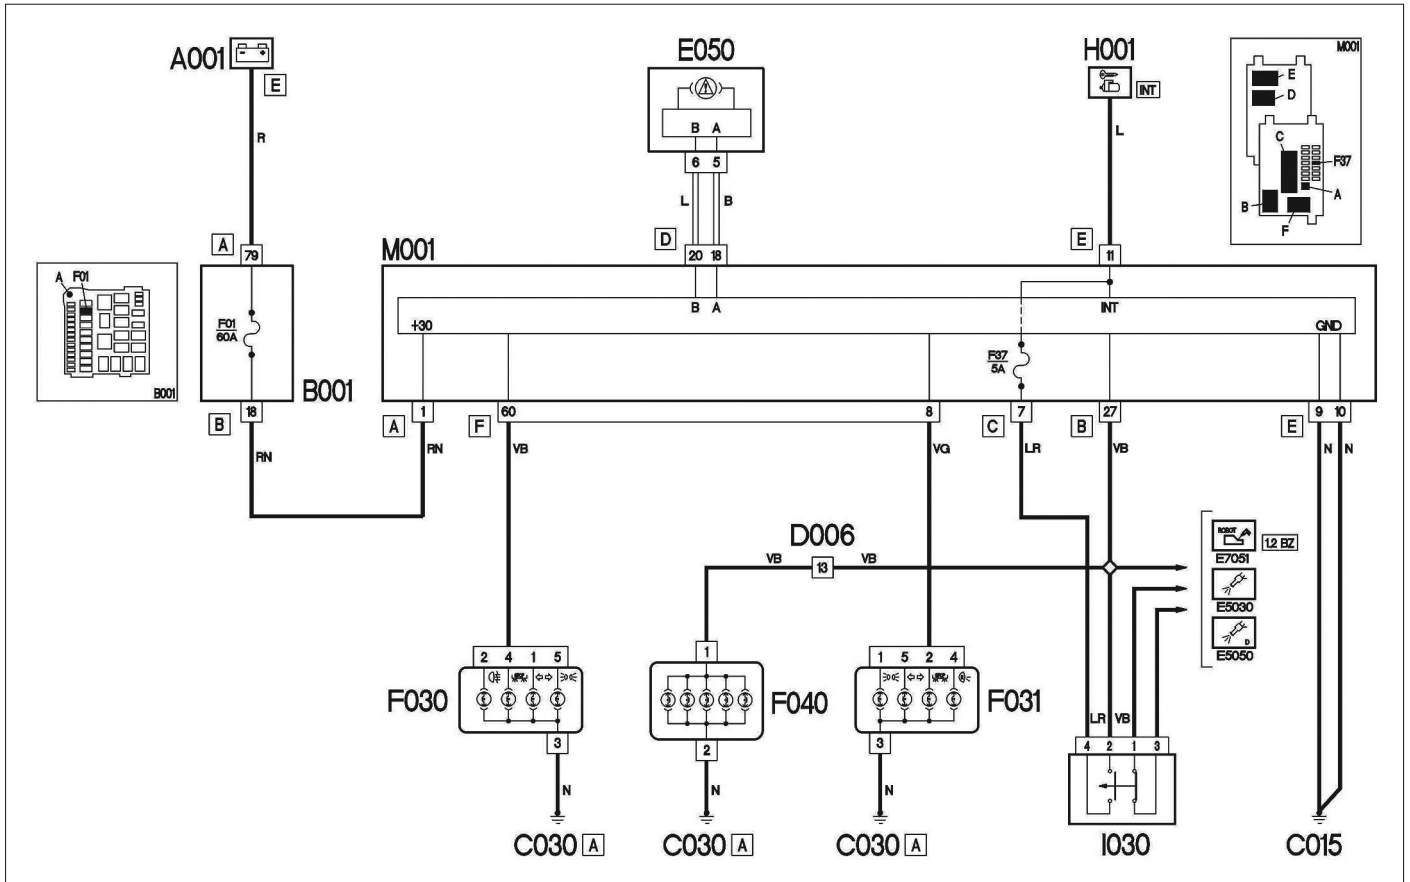 A001
- +
E
R
E050
B A
6 5
L B
H001
INT
L
M001
E
D
C
F37
A
B
F
A
79
D
20 18
E
11
M001
A F01
B001
F01
60A
B001
B A
INT
+30
GND
F37
5A
B
18
A
1
F
60
8
C
7
B
27
E
9 10
RN
RN
VB
VG
LR
VB
N N
D006
VB
13
VB
ROBOT
1.2 BZ
E7051
E5030
D
E5050
2 4 1 5
1
1 5 2 4
F030
F040
F031
LR VB
3
2
3
4 2 1 3
N
N
N
C030 A
C030 A
C030 A
I030
C015